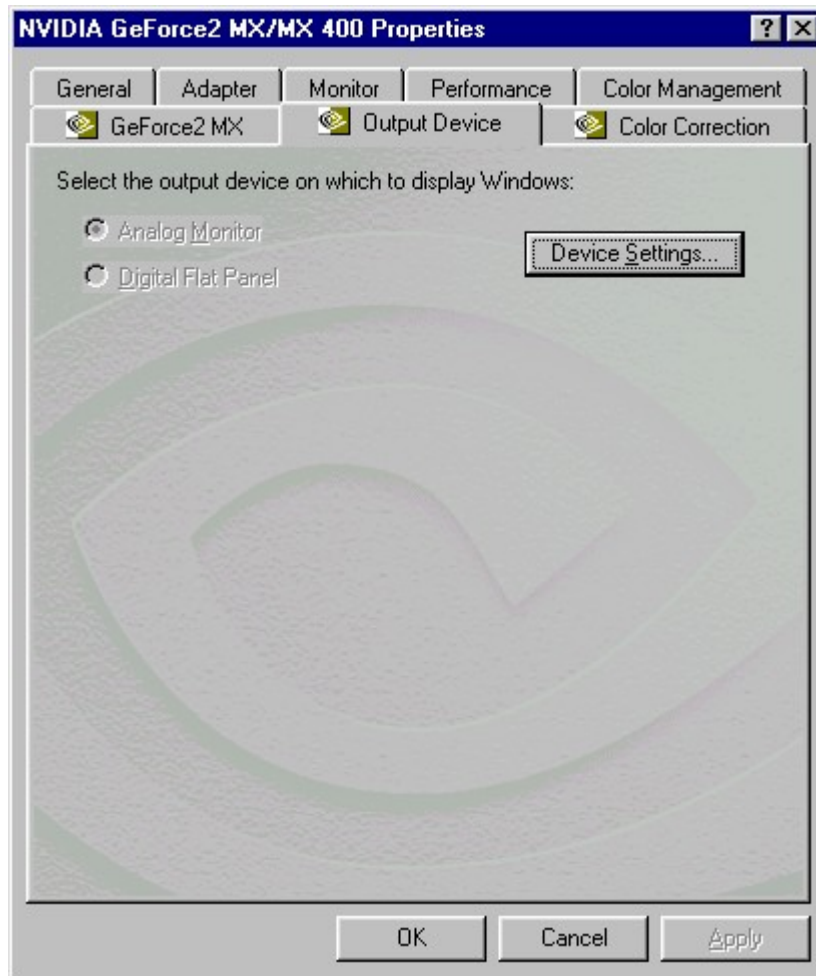 NVIDIA GeForce2 MX/MX 400 Properties
General Adapter Monitor Performance Color Management
GeForce2 MX Output Device Color Correction
Select the output device on which to display Windows:
Analog Monitor
Device Settings...
Digital Flat Panel
OK Cancel Apply